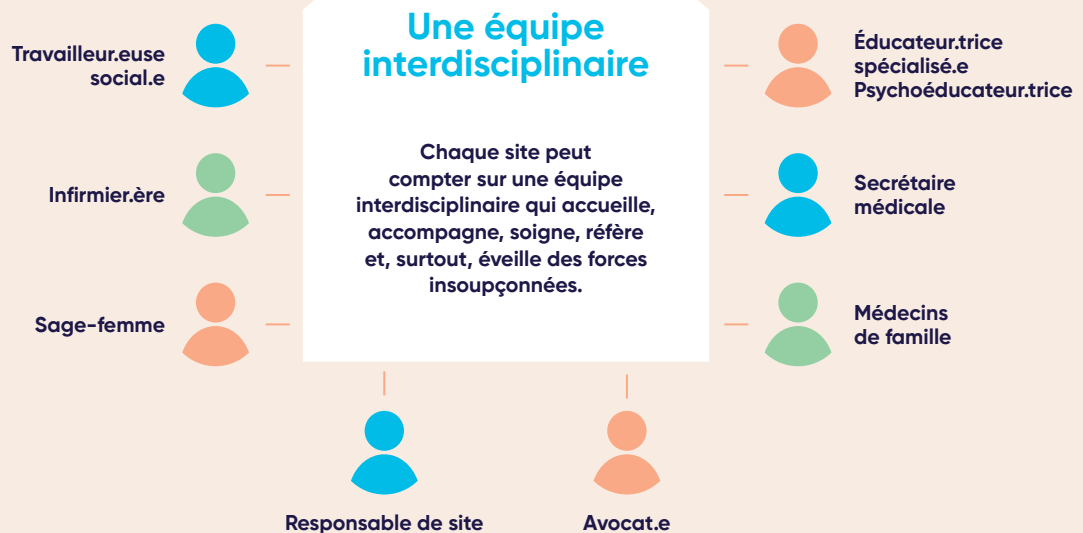 Une équipe
interdisciplinaire
Chaque site peut
compter sur une équipe
interdisciplinaire qui accueille,
accompagne, soigne, réfère
et, surtout, éveille des forces
insoupçonnées.
Travailleur.euse
social.e
Infirmier.ère
Sage-femme
Éducateur.trice
spécialisé.e
Psychoéducateur.trice
Secrétaire
médicale
Médecins
de famille
Responsable de site
Avocat.e